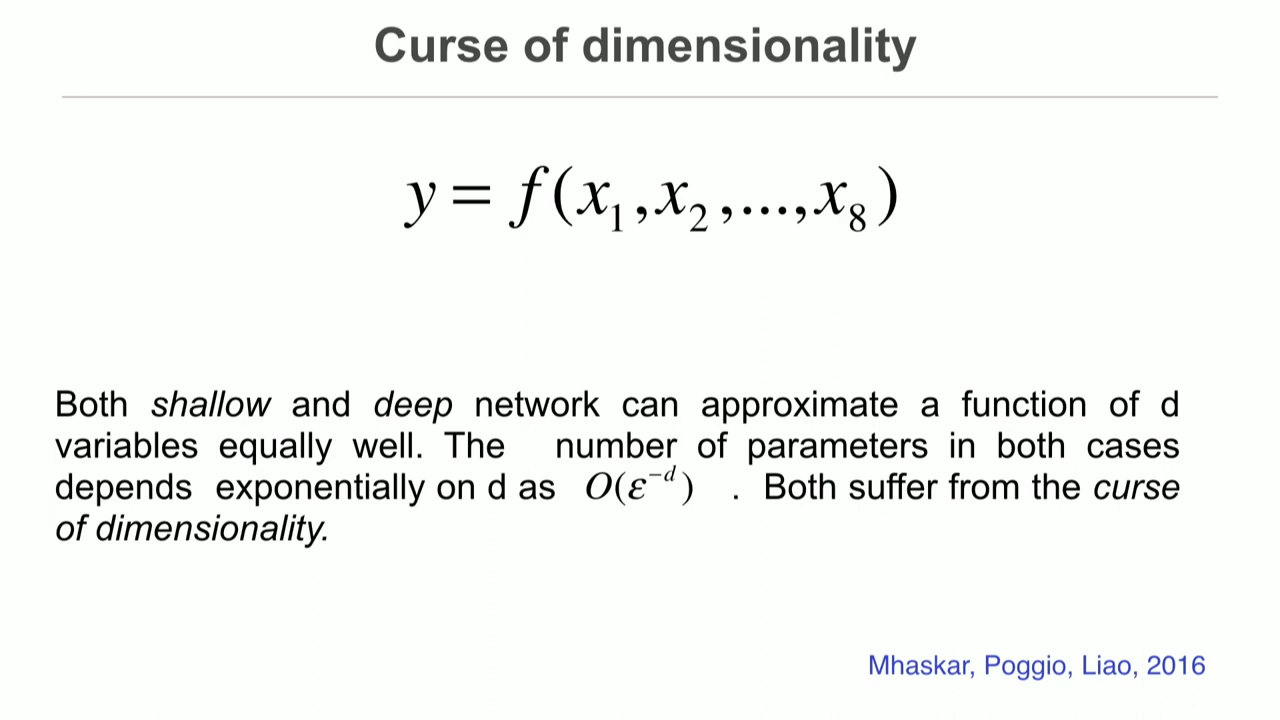 Curse of dimensionality
y = f(x₁,x₂,...,x₈)
Both shallow and deep network can approximate a function of d
variables equally well. The number of parameters in both cases
depends exponentially on d as O(ε⁻ᵈ) . Both suffer from the curse
of dimensionality.
Mhaskar, Poggio, Liao, 2016